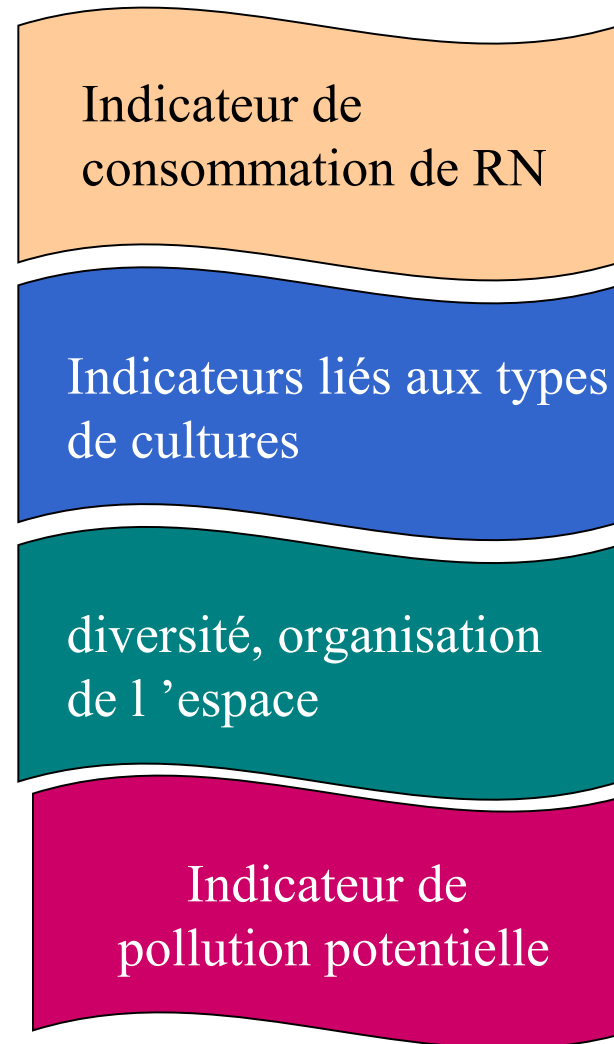 Indicateur de
consommation de RN
Indicateurs liés aux types
de cultures
diversité, organisation
de l ’espace
Indicateur de
pollution potentielle